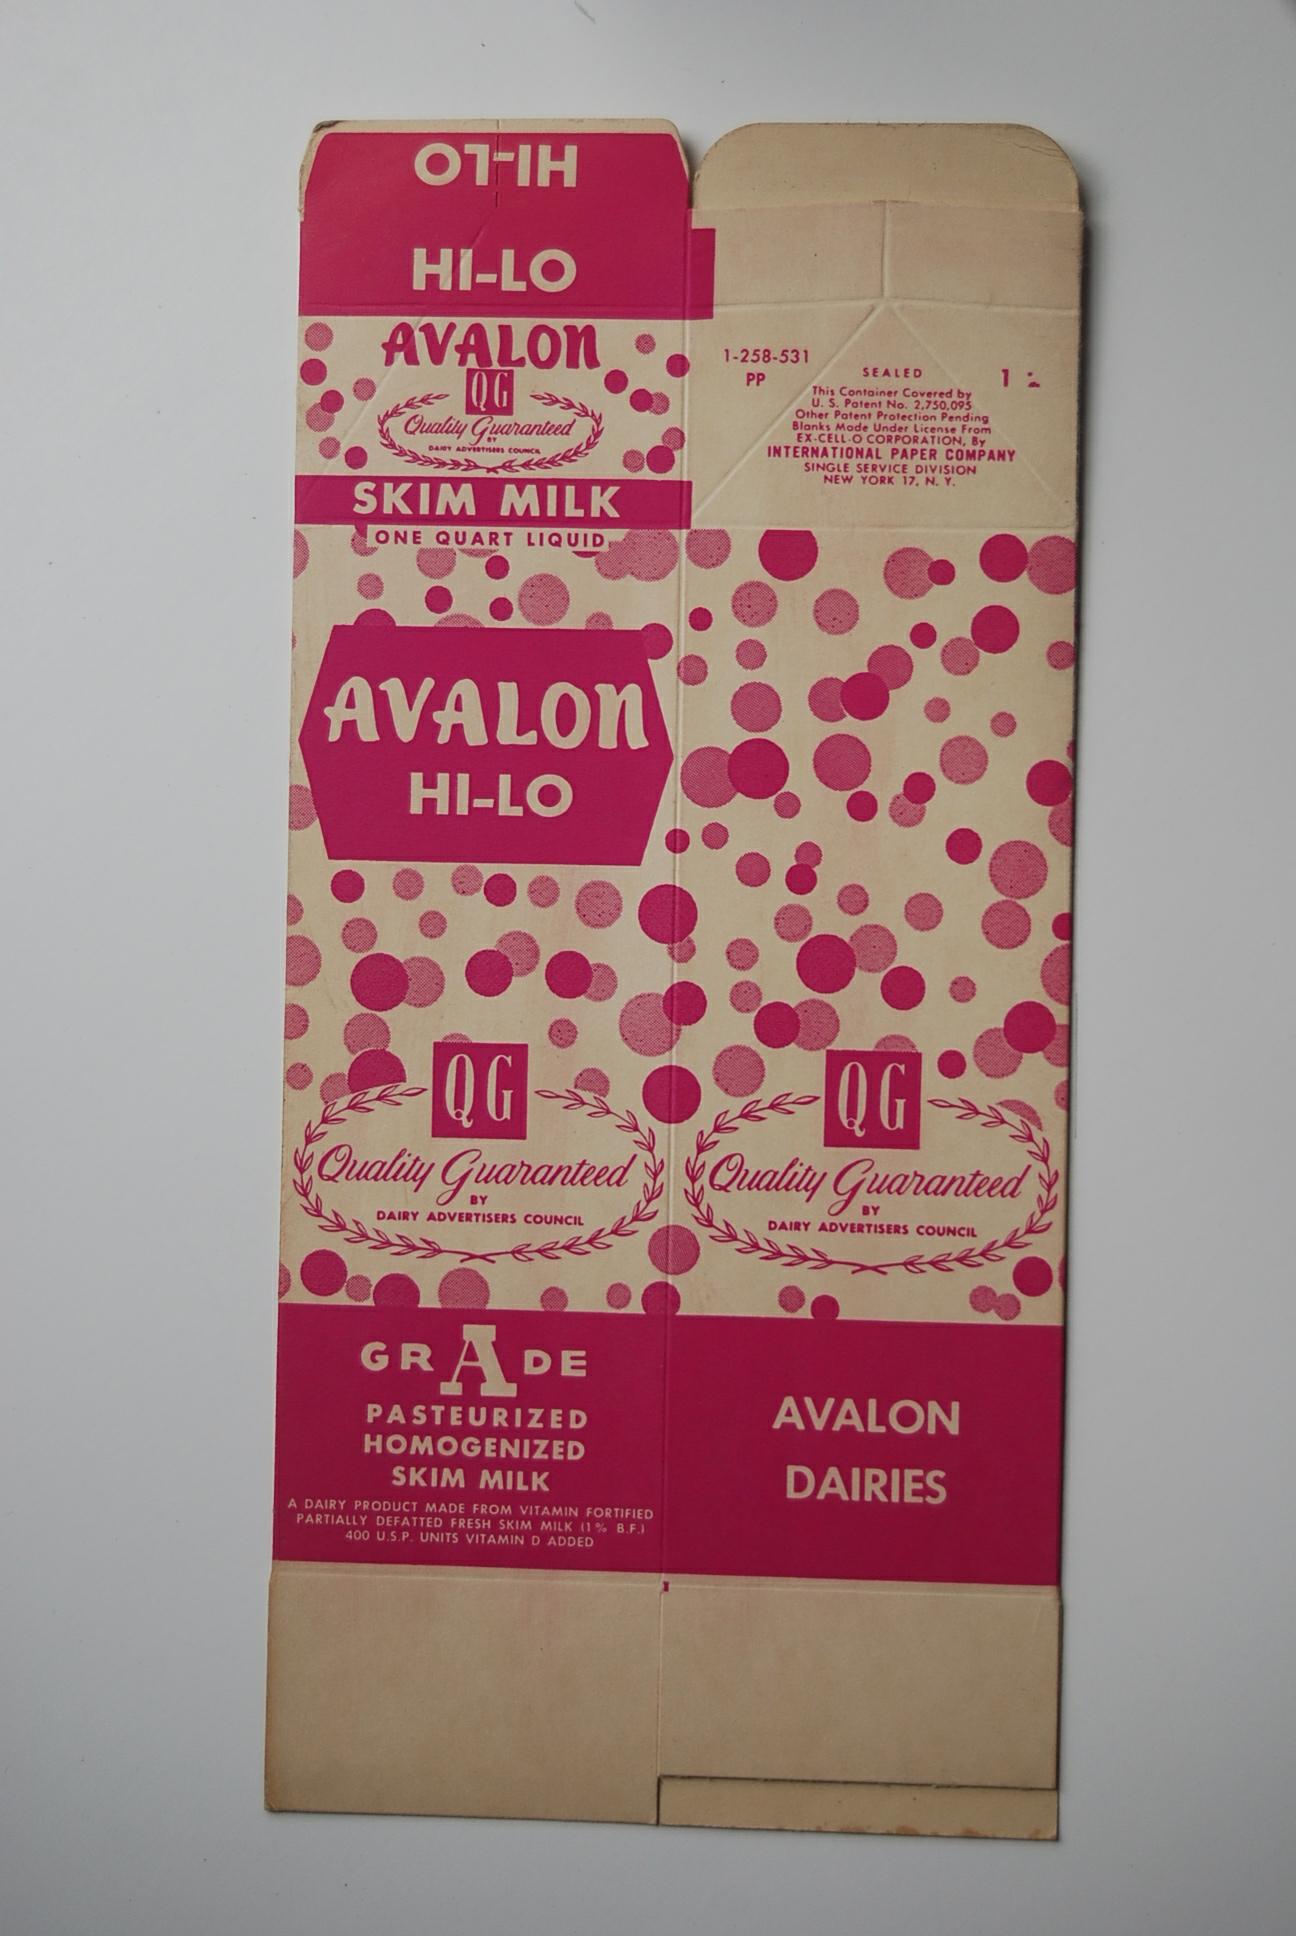 HI-LO
HI-LO
AVALON
QG
Quality Guaranteed
BY
DAIRY ADVERTISERS COUNCIL
SKIM MILK
ONE QUART LIQUID
AVALON
HI-LO
QG
Quality Guaranteed
BY
DAIRY ADVERTISERS COUNCIL
GRADE
PASTEURIZED
HOMOGENIZED
SKIM MILK
A DAIRY PRODUCT MADE FROM VITAMIN FORTIFIED
PARTIALLY DEFATTED FRESH SKIM MILK (1% B.F.)
400 U.S.P. UNITS VITAMIN D ADDED
1-258-531
PP
1
SEALED
This Container Covered by
U. S. Patent No. 2,750,095
Other Patent Protection Pending
Blanks Made Under License From
EX-CELL-O CORPORATION, By
INTERNATIONAL PAPER COMPANY
SINGLE SERVICE DIVISION
NEW YORK 17, N. Y.
QG
Quality Guaranteed
BY
DAIRY ADVERTISERS COUNCIL
AVALON
DAIRIES